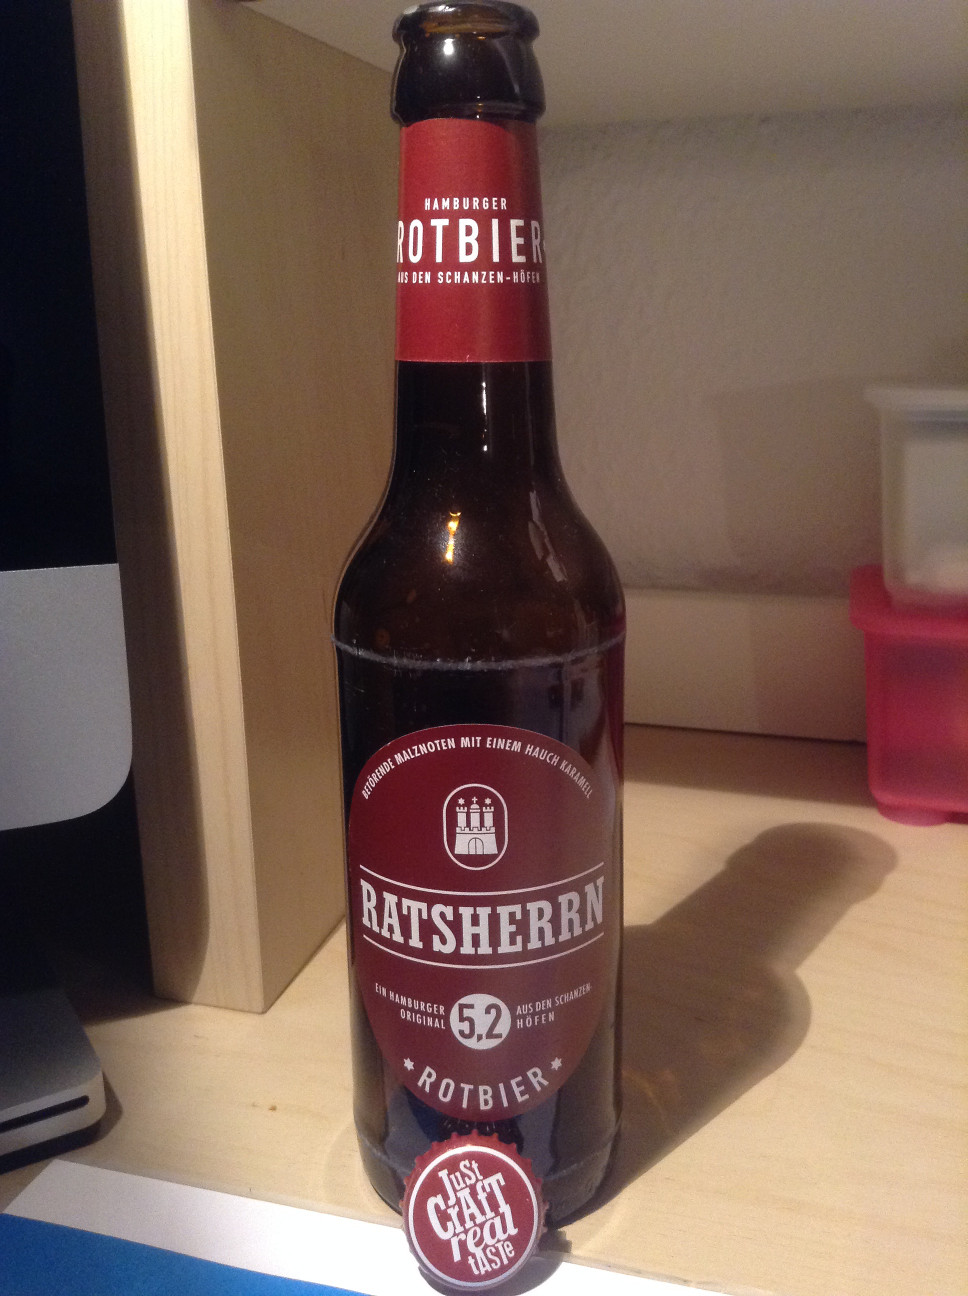 HAMBURGER
ROTBIER
AUS DEN SCHANZEN-HÖFEN
BETÖRENDE MALZNOTEN MIT EINEM HAUCH KARAMELL
RATSHERRN
EIN HAMBURGER
ORIGINAL
5,2
AUS DEN SCHANZEN-
HÖFEN
ROTBIER
JuSt
CrAfT
real
tASTe